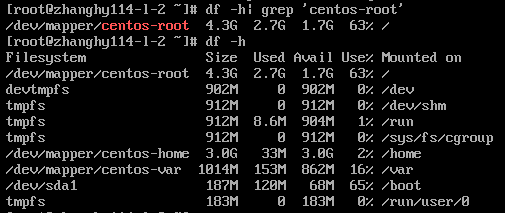 [root@zhanghy114-l-2 ~]# df -h| grep 'centos-root'
/dev/mapper/centos-root 4.3G 2.7G 1.7G 63% /
[root@zhanghy114-l-2 ~]# df -h
Filesystem Size Used Avail Use% Mounted on
/dev/mapper/centos-root 4.3G 2.7G 1.7G 63% /
devtmpfs 902M 0 902M 0% /dev
tmpfs 912M 0 912M 0% /dev/shm
tmpfs 912M 8.6M 904M 1% /run
tmpfs 912M 0 912M 0% /sys/fs/cgroup
/dev/mapper/centos-home 3.0G 33M 3.0G 2% /home
/dev/mapper/centos-var 1014M 153M 862M 16% /var
/dev/sda1 187M 120M 68M 65% /boot
tmpfs 183M 0 183M 0% /run/user/0